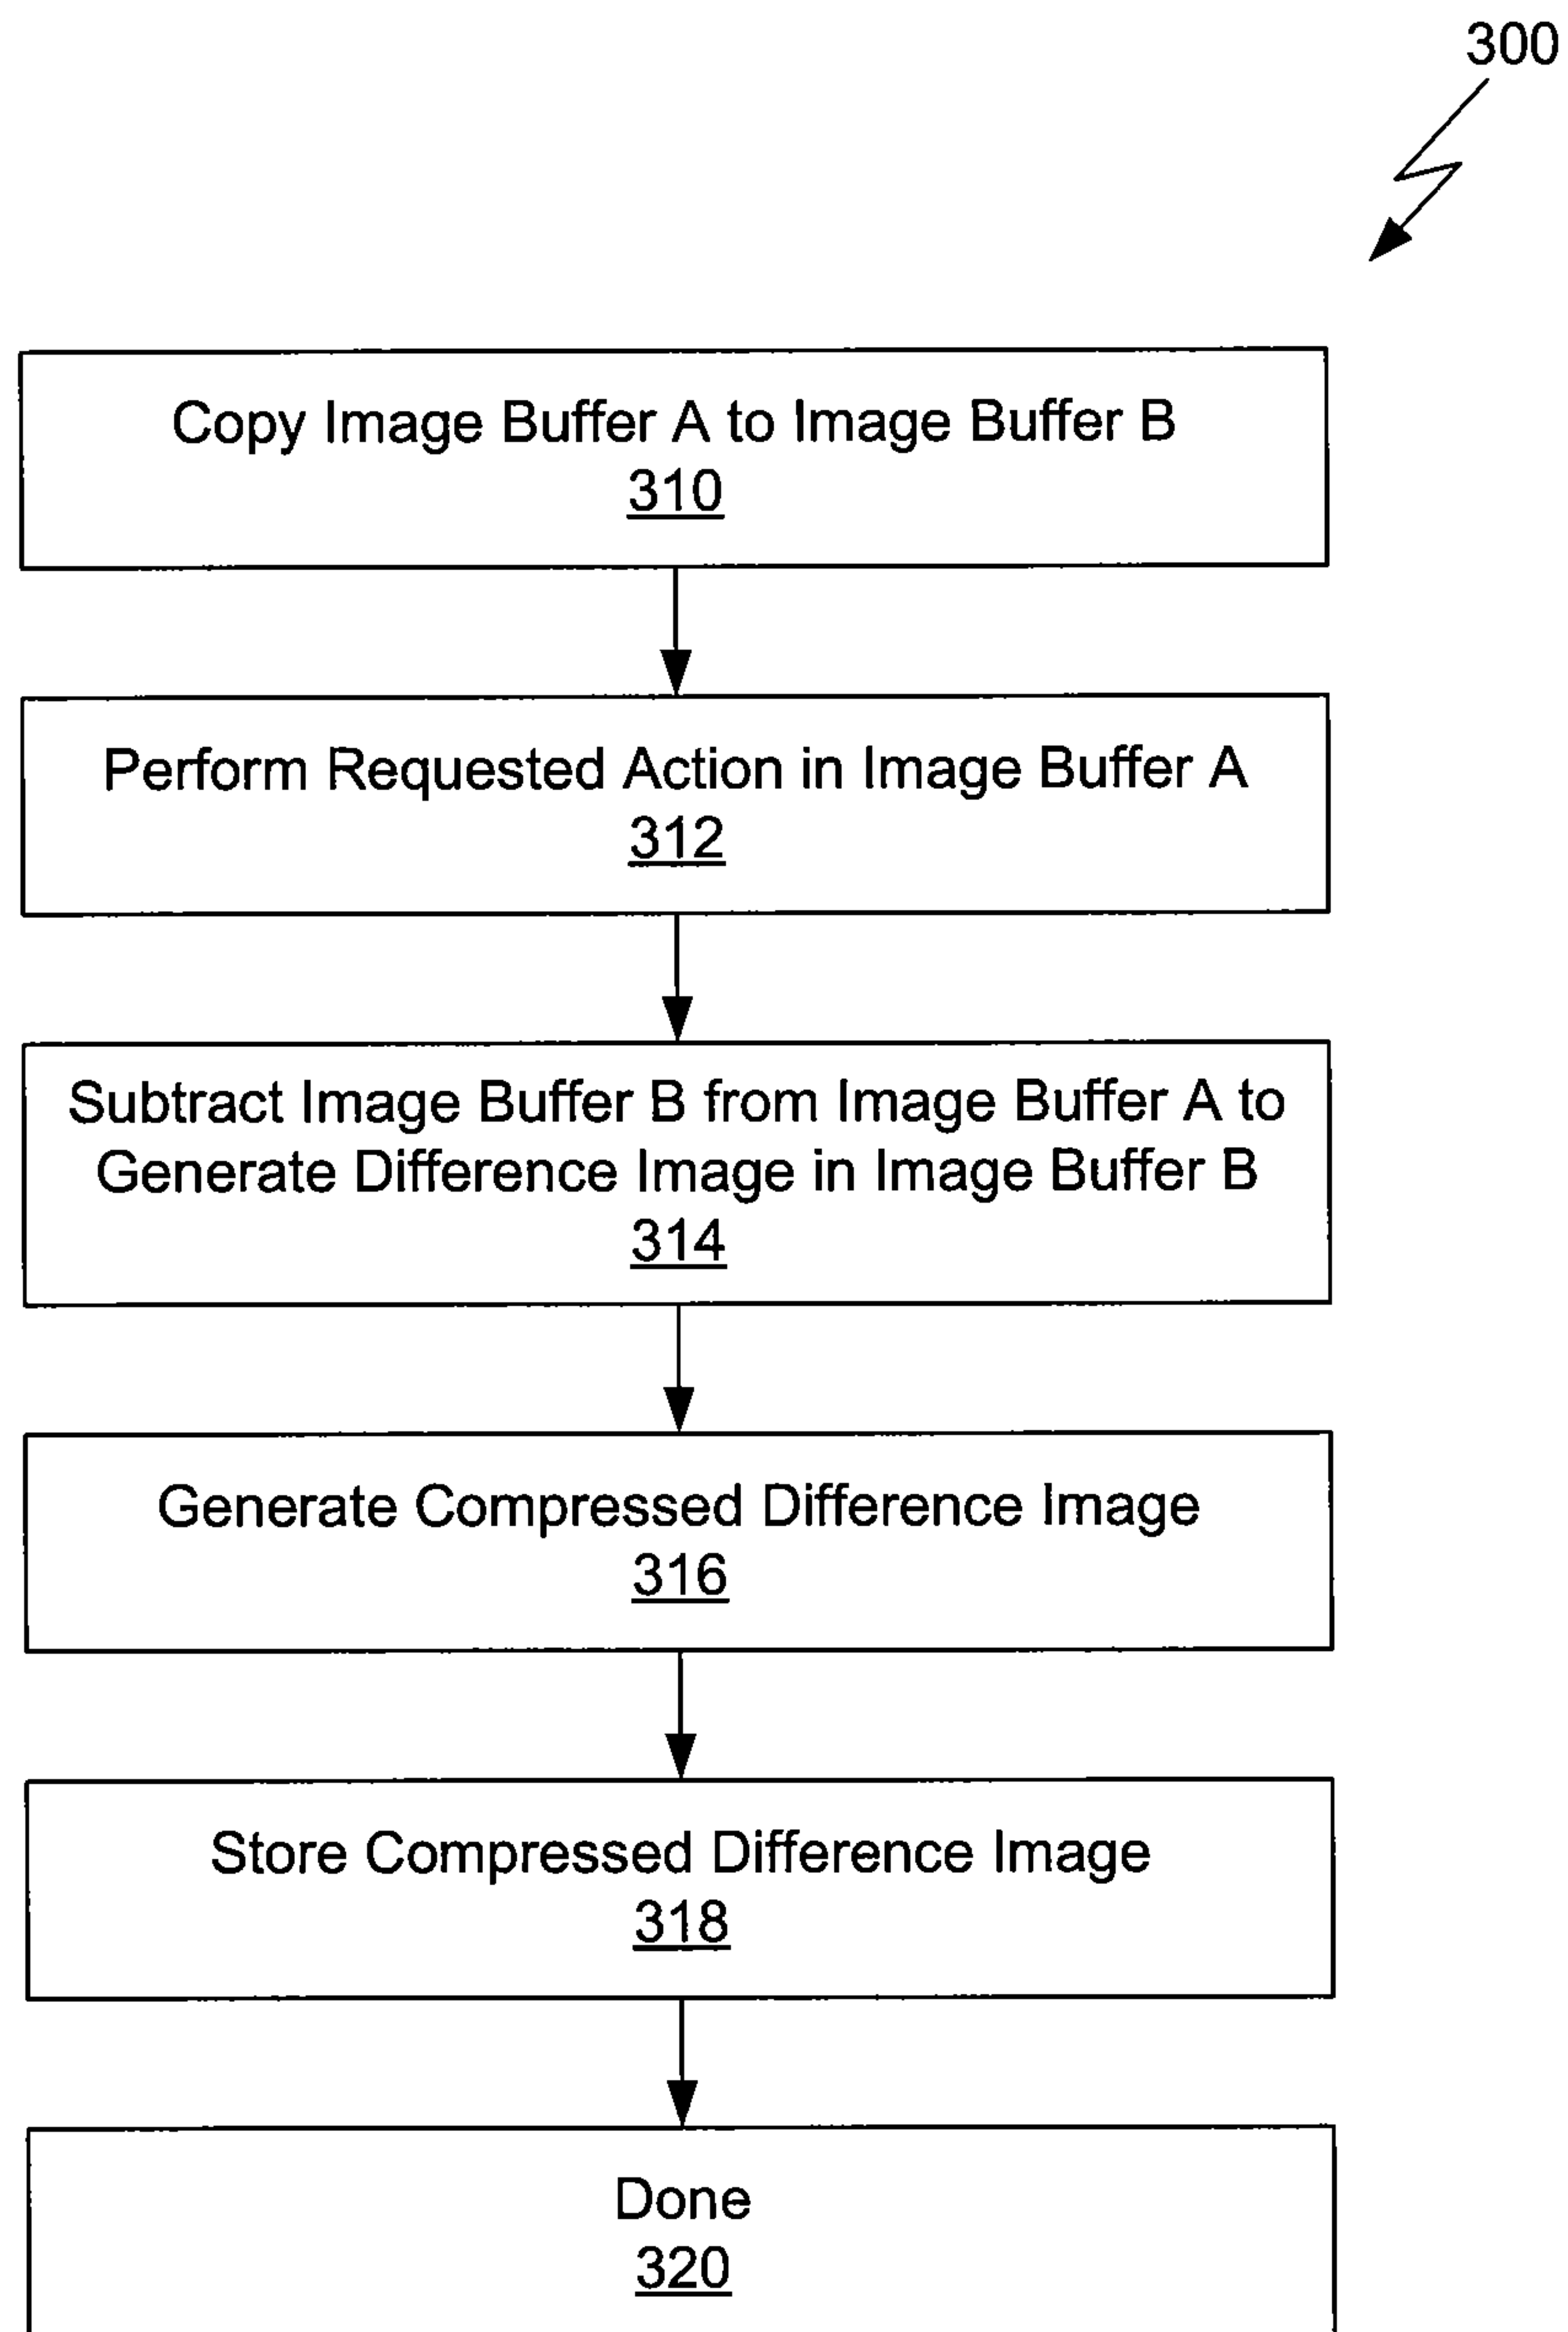 300
Copy Image Buffer A to Image Buffer B
310
Perform Requested Action in Image Buffer A
312
Subtract Image Buffer B from Image Buffer A to
Generate Difference Image in Image Buffer B
314
Generate Compressed Difference Image
316
Store Compressed Difference Image
318
Done
320